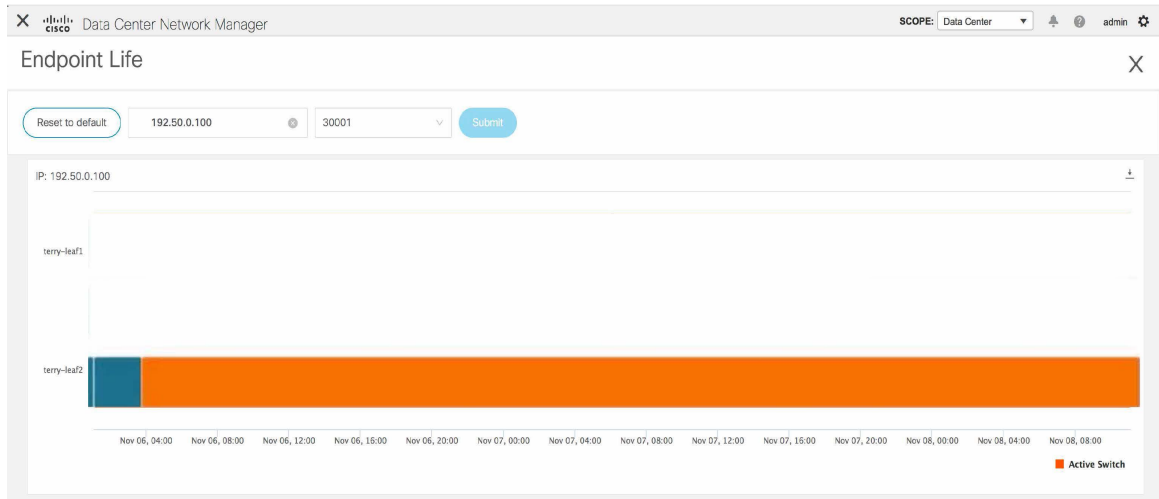 X CISCO Data Center Network Manager SCOPE: Data Center admin
Endpoint Life X
Reset to default 192.50.0.100 30001 Submit
IP: 192.50.0.100
terry-leaf1
terry-leaf2
Nov 06, 04:00 Nov 06, 08:00 Nov 06, 12:00 Nov 06, 16:00 Nov 06, 20:00 Nov 07, 00:00 Nov 07, 04:00 Nov 07, 08:00 Nov 07, 12:00 Nov 07, 16:00 Nov 07, 20:00 Nov 08, 00:00 Nov 08, 04:00 Nov 08, 08:00
Active Switch